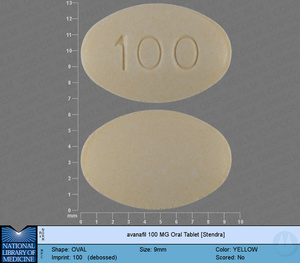 13
12
11
10
9
8
7
6
5
4
3
2
1
0
mm
100
0 1 2 3 4 5 6 7 8 9 10
avanafil 100 MG Oral Tablet [Stendra]
NATIONAL
LIBRARY OF
MEDICINE
Shape: OVAL Size: 9mm Color: YELLOW
Imprint: 100 (debossed) Scored: No